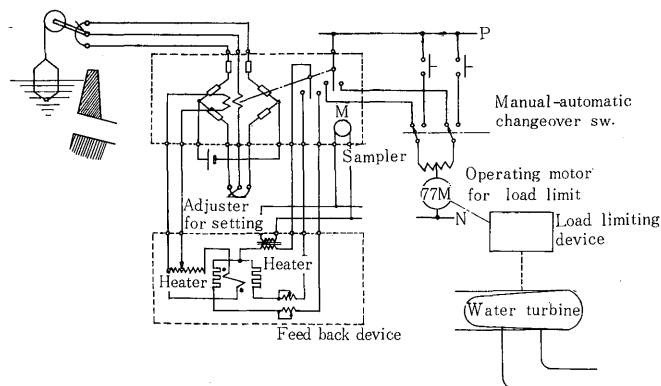 P
Manual-automatic
changeover sw.
M
Sampler
Operating motor
for load limit
77M
N
Load limiting
device
Adjuster
for setting
Heater
Heater
Water turbine
Feed back device